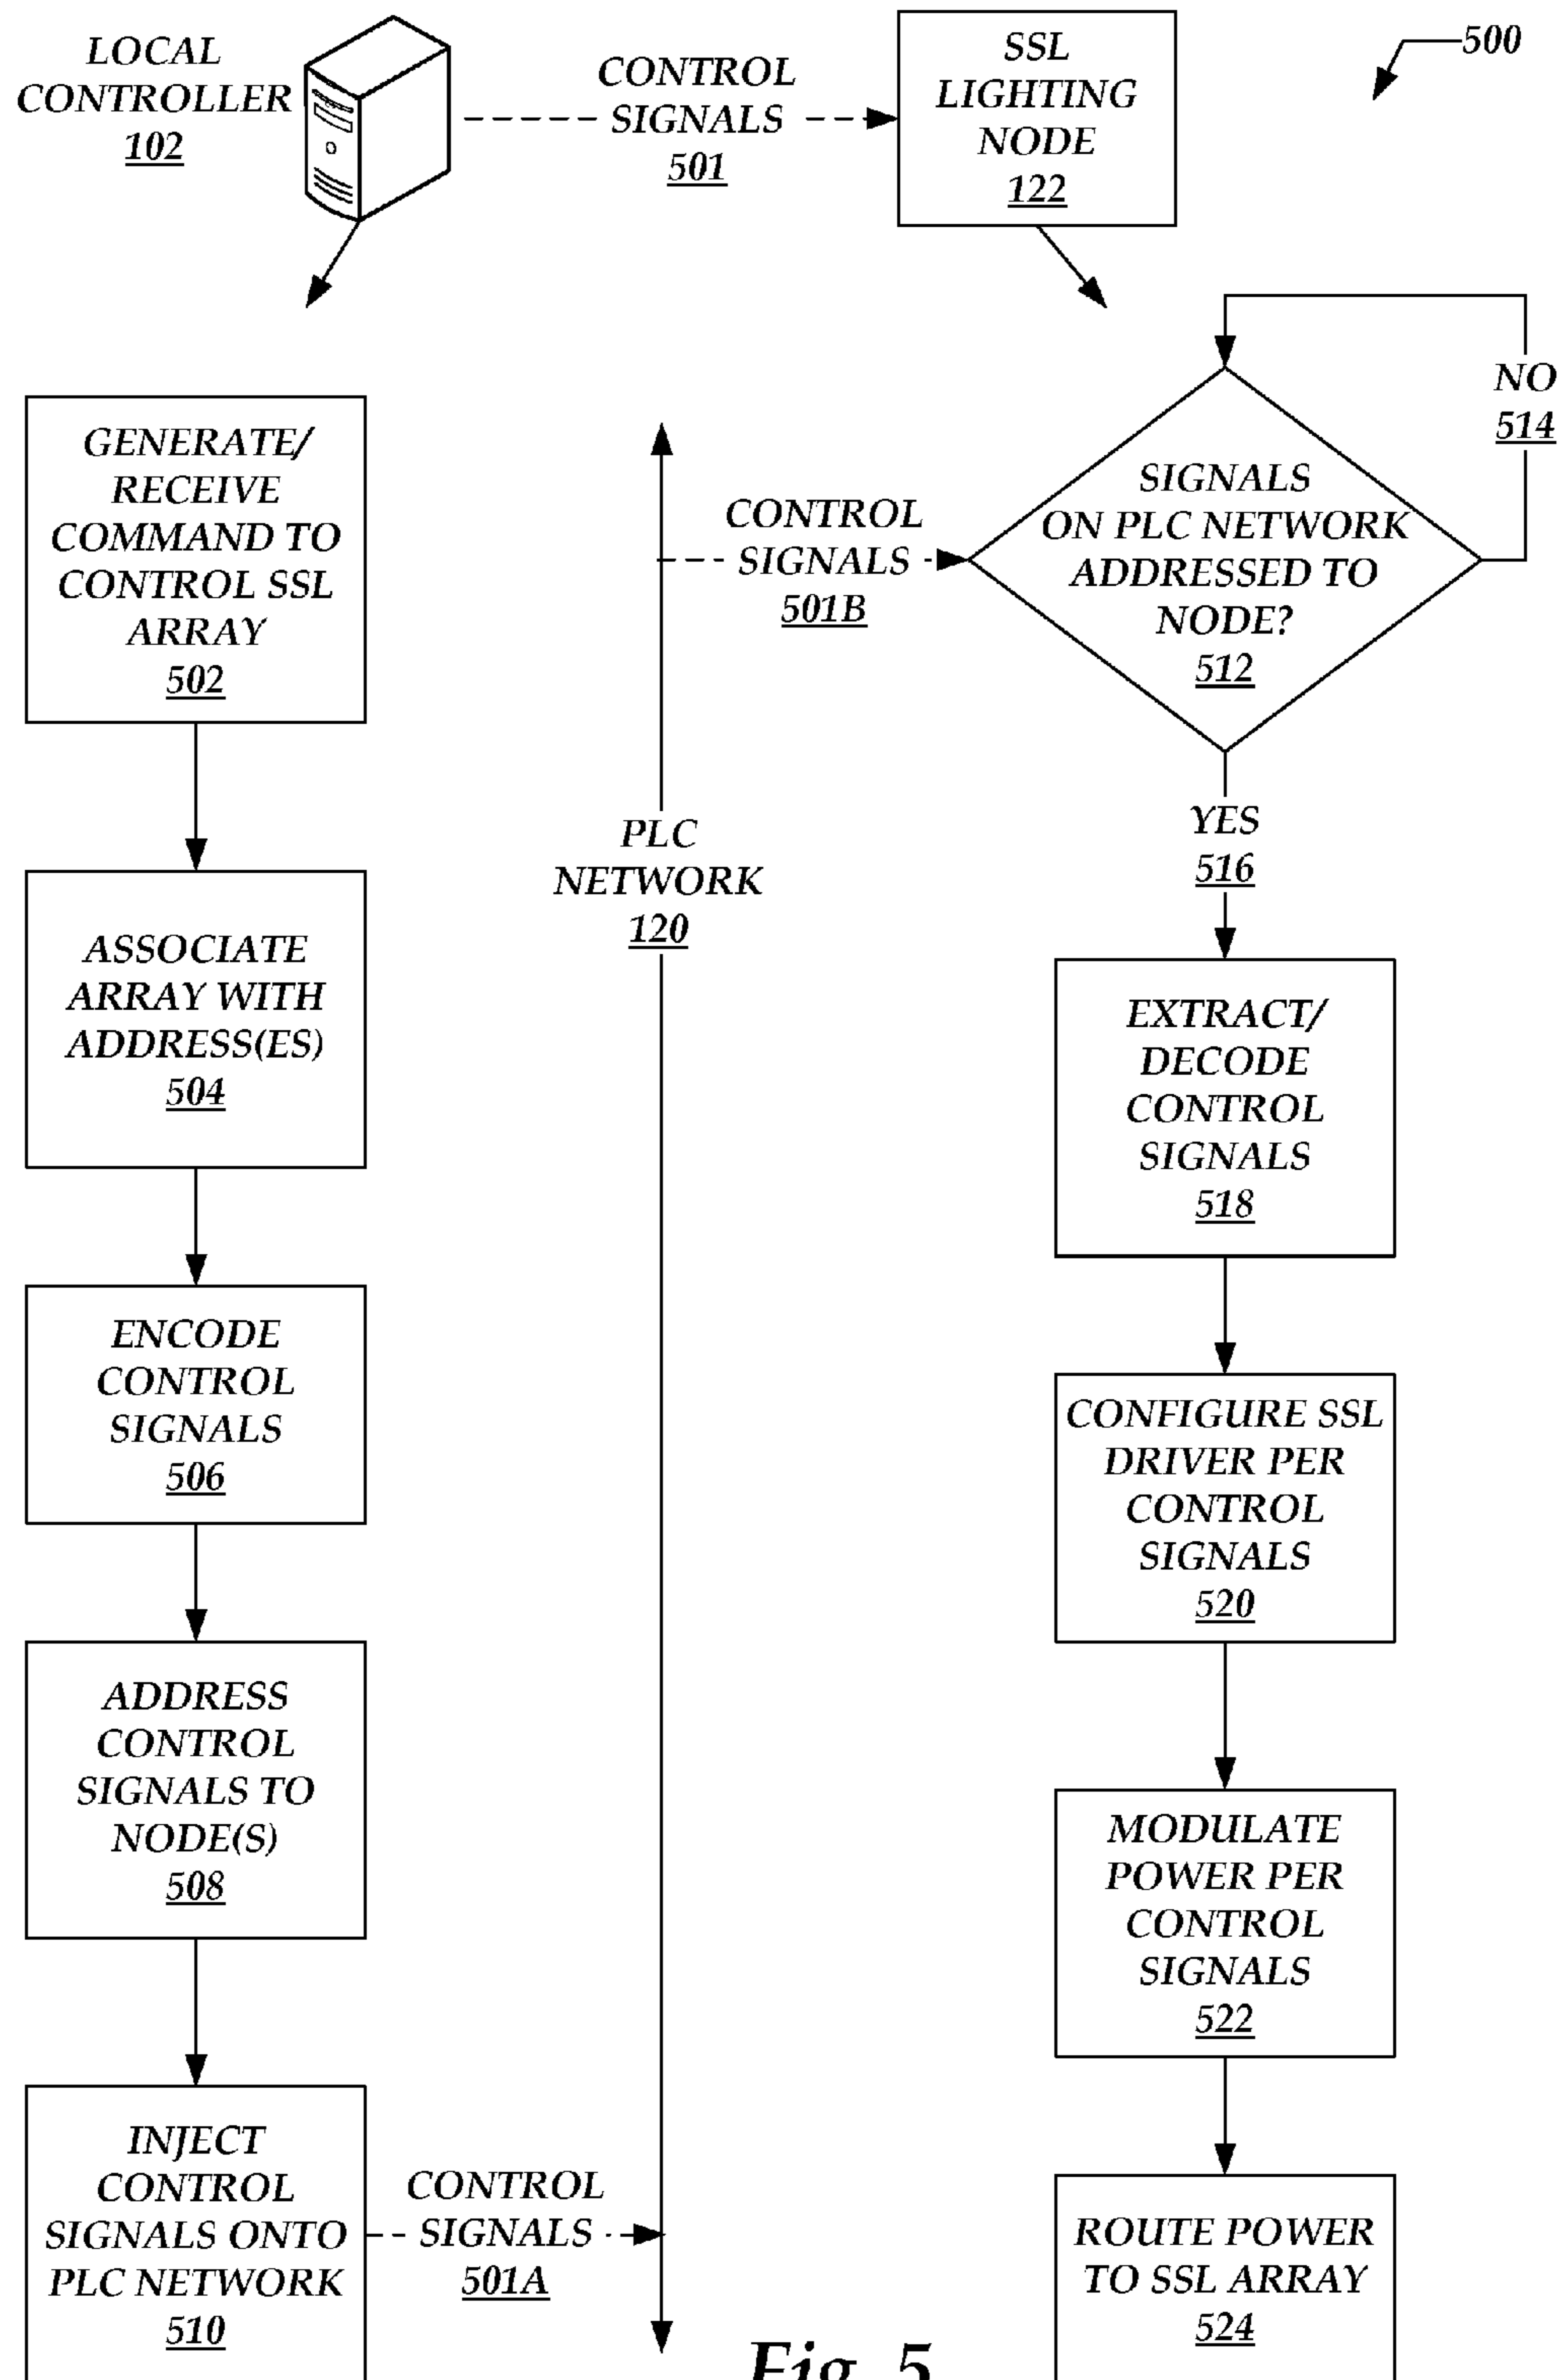 LOCAL
CONTROLLER
102
CONTROL
SIGNALS
501
SSL
LIGHTING
NODE
122
500
GENERATE/
RECEIVE
COMMAND TO
CONTROL SSL
ARRAY
502
ASSOCIATE
ARRAY WITH
ADDRESS(ES)
504
ENCODE
CONTROL
SIGNALS
506
ADDRESS
CONTROL
SIGNALS TO
NODE(S)
508
INJECT
CONTROL
SIGNALS ONTO
PLC NETWORK
510
CONTROL
SIGNALS
501A
PLC
NETWORK
120
CONTROL
SIGNALS
501B
SIGNALS
ON PLC NETWORK
ADDRESSED TO
NODE?
512
NO
514
YES
516
EXTRACT/
DECODE
CONTROL
SIGNALS
518
CONFIGURE SSL
DRIVER PER
CONTROL
SIGNALS
520
MODULATE
POWER PER
CONTROL
SIGNALS
522
ROUTE POWER
TO SSL ARRAY
524
Fig. 5